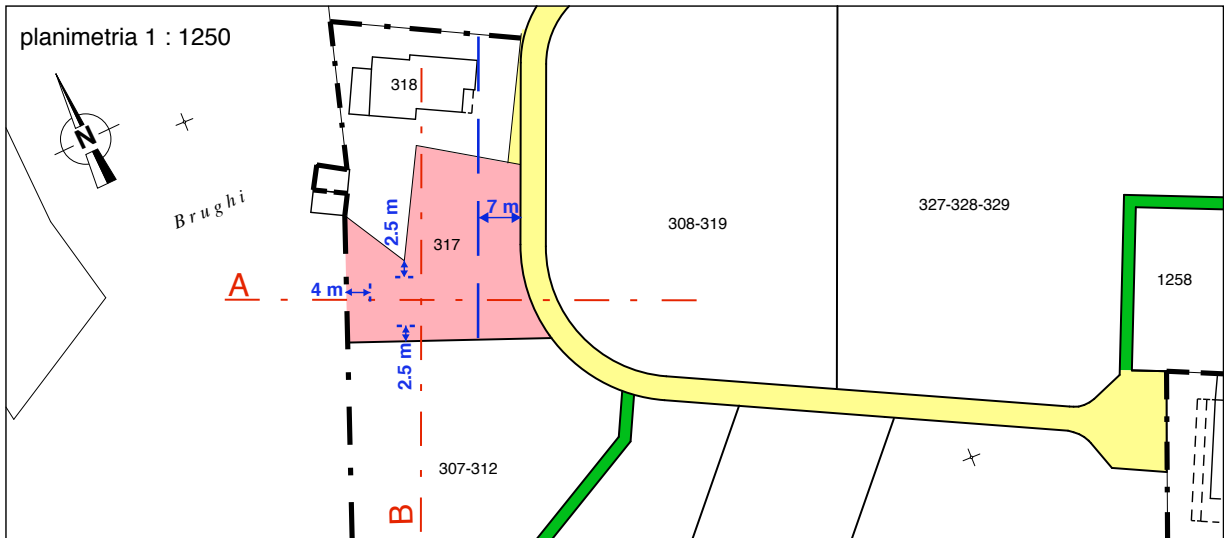 planimetria 1 : 1250
318
N
Brughi
2.5 m
7 m
317
308-319
327-328-329
A
4 m
1258
2.5 m
307-312
B